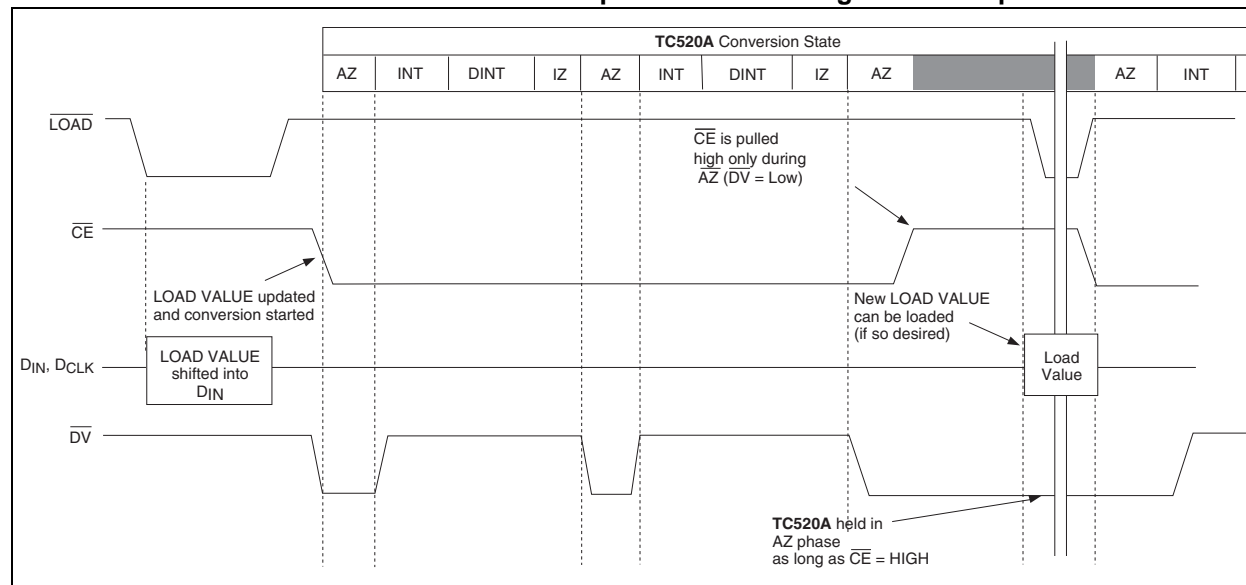 TC520A Conversion State
AZ INT DINT IZ AZ INT DINT IZ AZ AZ INT
LOAD
CE is pulled
high only during
AZ (DV = Low)
CE
LOAD VALUE updated
and conversion started
New LOAD VALUE
can be loaded
(if so desired)
DIN, DCLK
LOAD VALUE
shifted into
DIN
Load
Value
DV
TC520A held in
AZ phase
as long as CE = HIGH